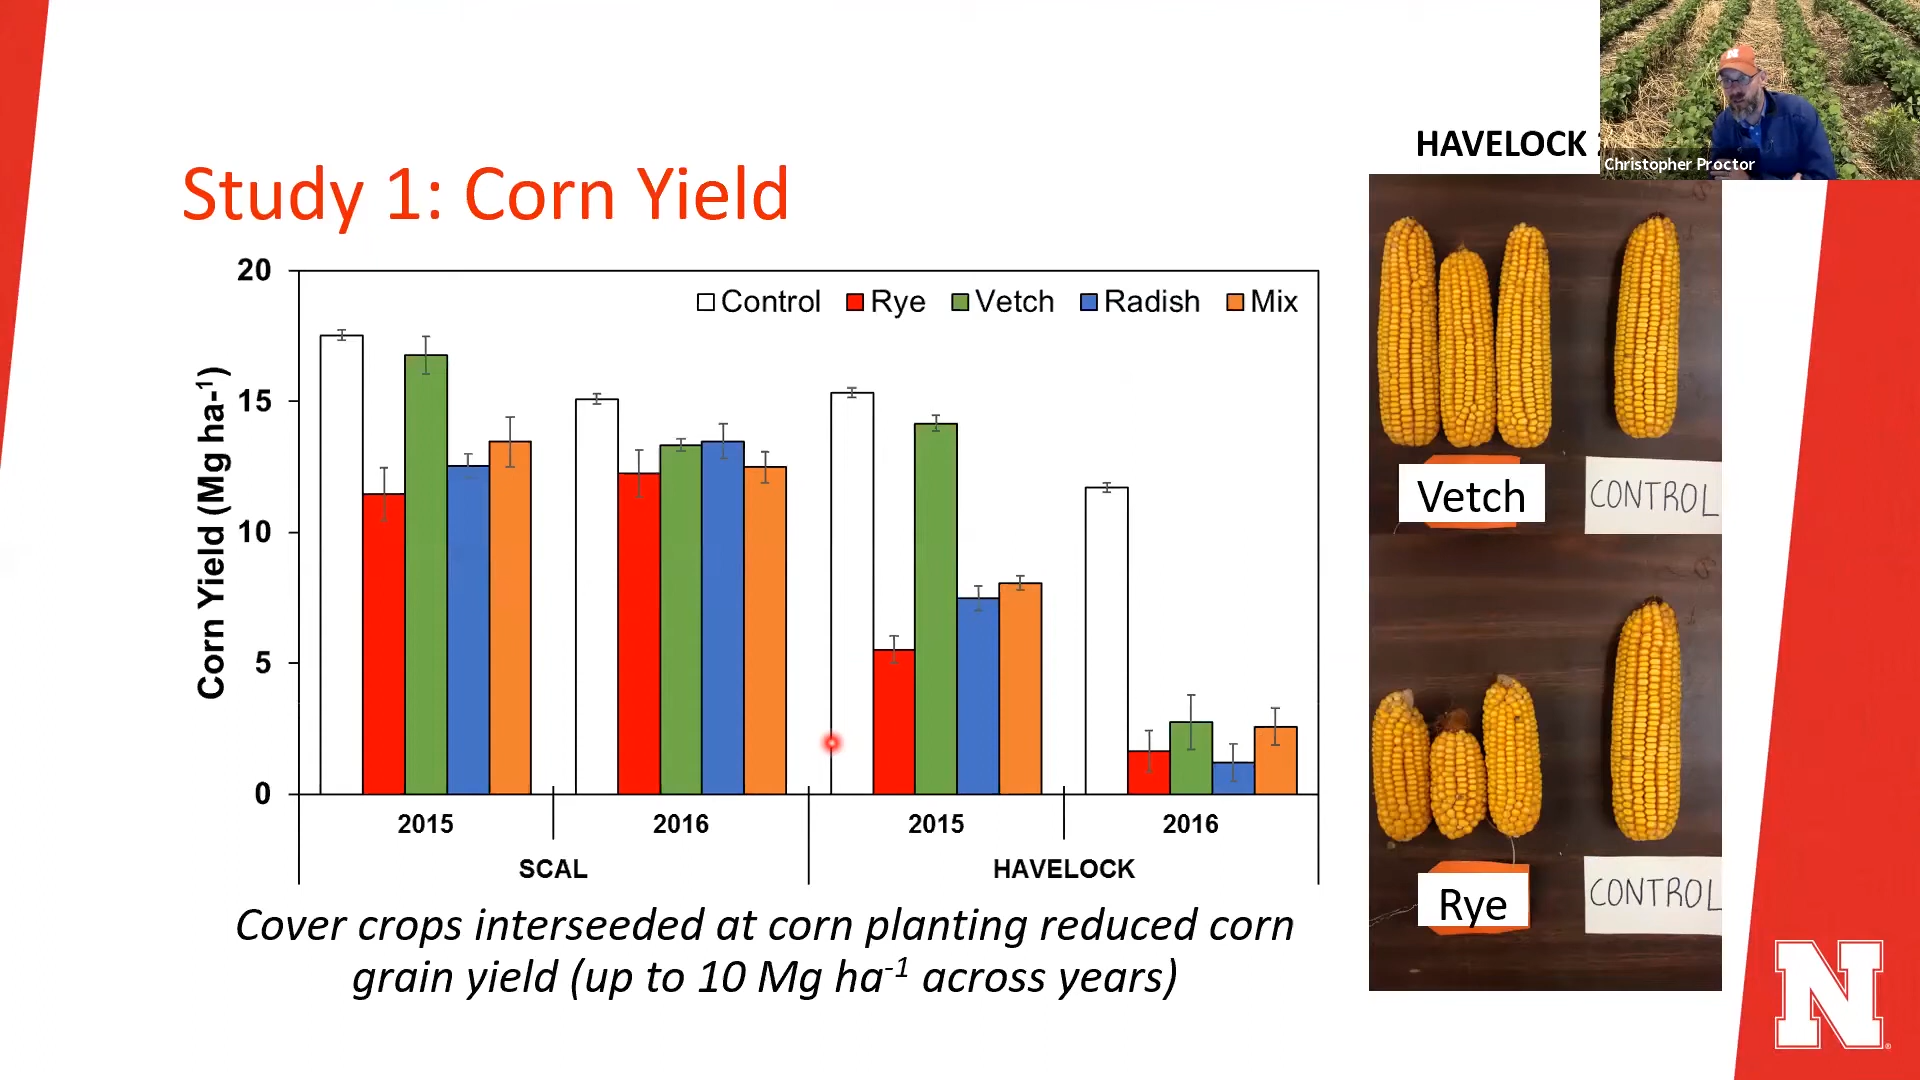 HAVELOCK
Christopher Proctor
Study 1: Corn Yield
Corn Yield (Mg ha-1)
20
15
10
5
0
Control Rye Vetch Radish Mix
2015 2016 2015 2016
SCAL HAVELOCK
Cover crops interseeded at corn planting reduced corn
grain yield (up to 10 Mg ha-1 across years)
Vetch CONTROL
Rye CONTROL
N
N